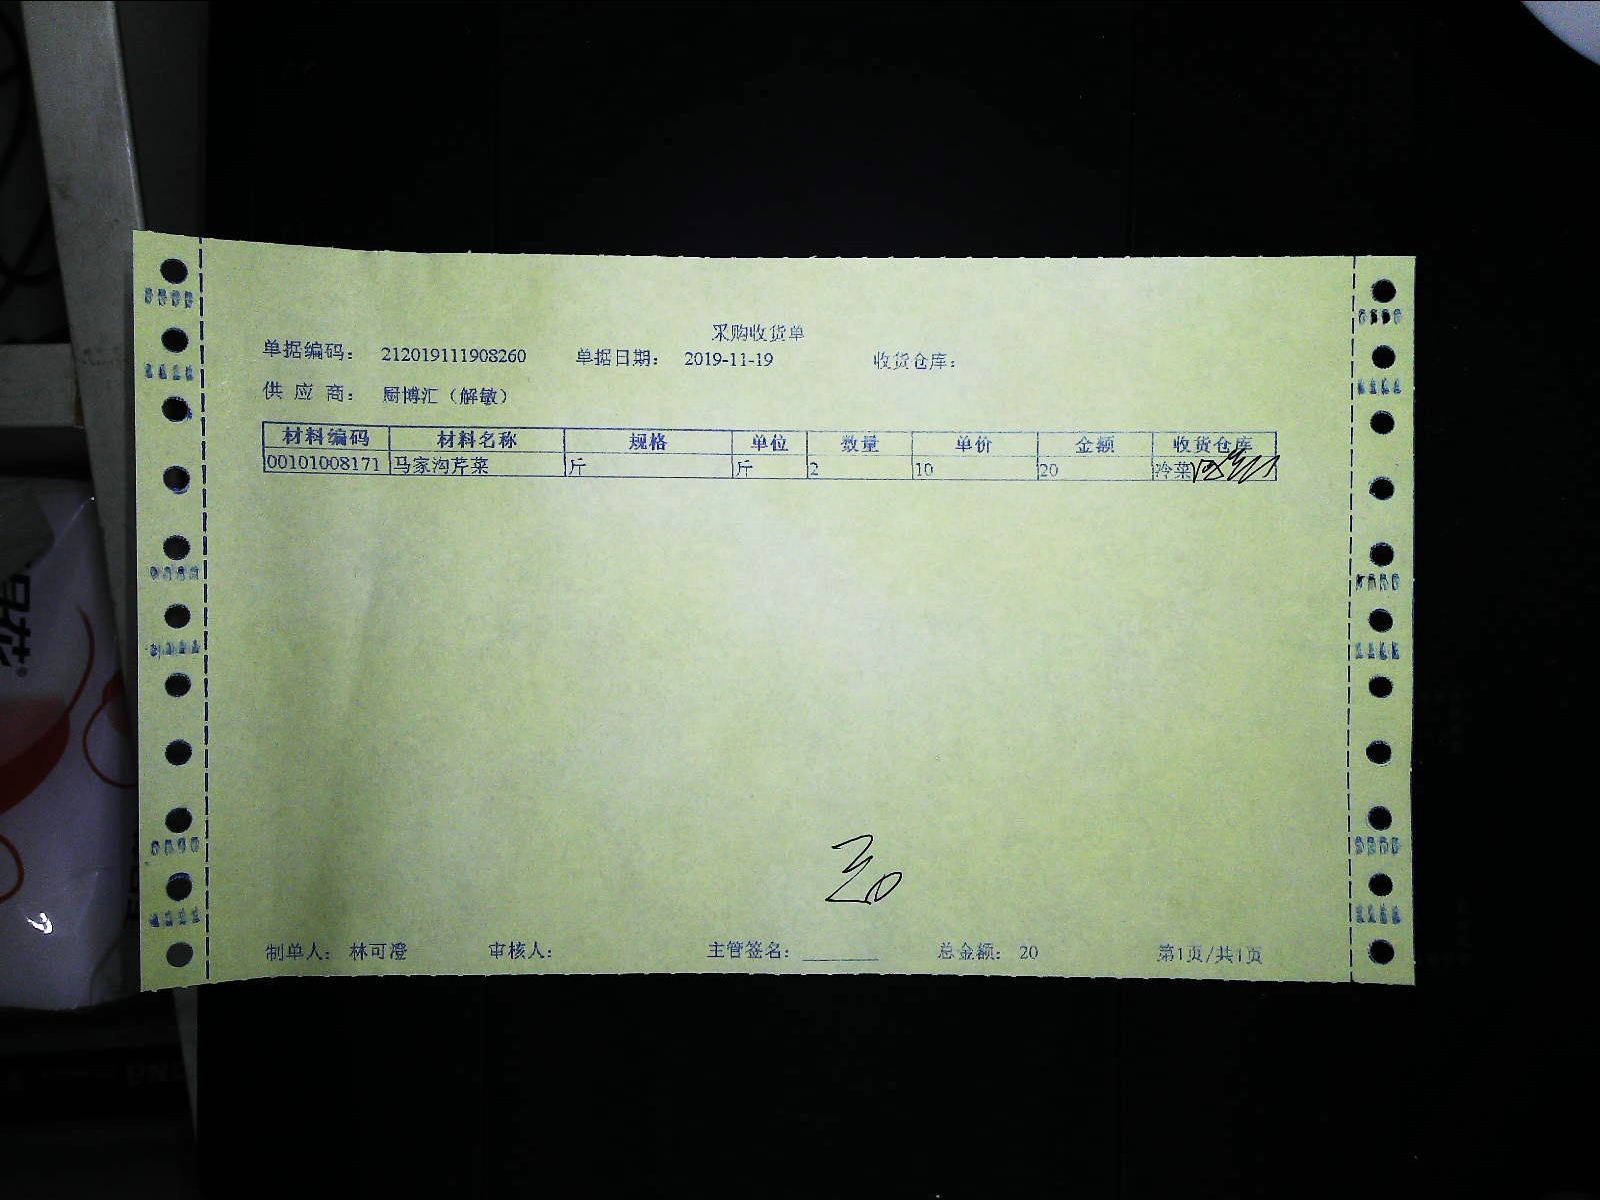 采购收货单
单据编码： 212019111908260 单据日期： 2019-11-19 收货仓库：
供 应 商： 厨博汇（解敏）
材料编码 材料名称 规格 单位 数量 单价 金额 收货仓库
00101008171 马家沟芹菜 斤 斤 2 10 20 冷菜
20
制单人： 林可澄 审核人： 主管签名： 总金额： 20 第1页/共1页